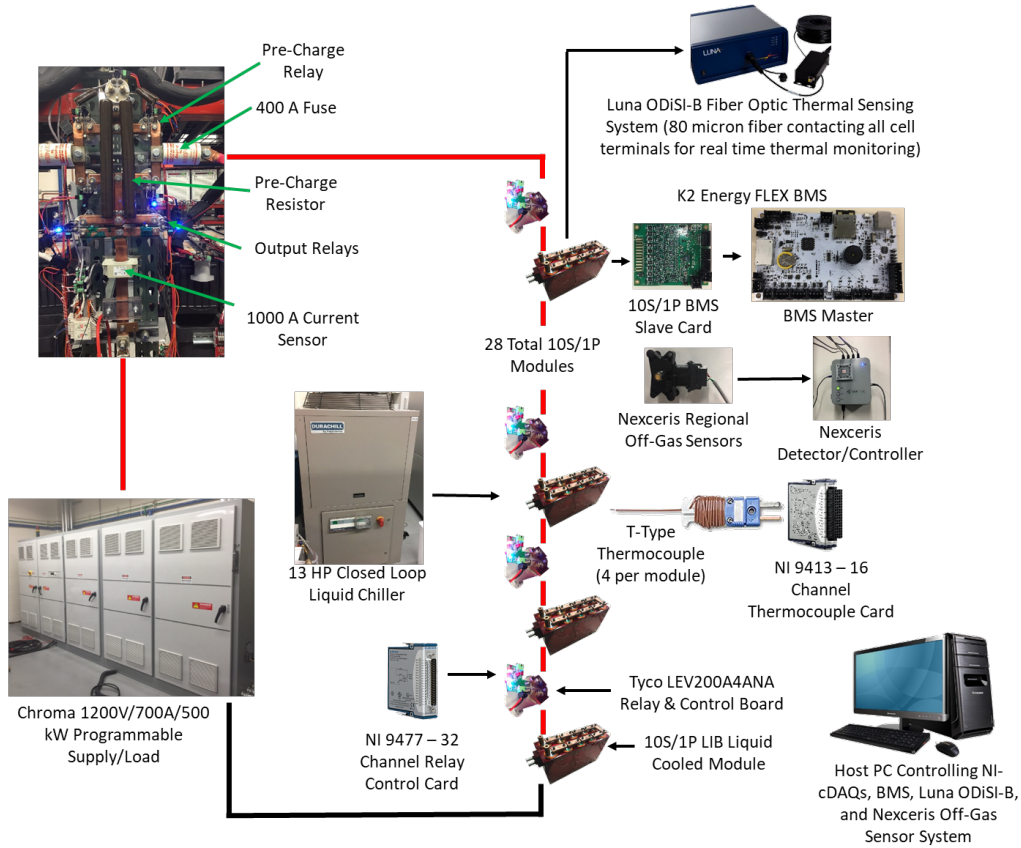 Pre-Charge
Relay
400 A Fuse
Pre-Charge
Resistor
Output Relays
1000 A Current
Sensor
LUNA
Luna ODiSI-B Fiber Optic Thermal Sensing
System (80 micron fiber contacting all cell
terminals for real time thermal monitoring)
K2 Energy FLEX BMS
10S/1P BMS
Slave Card
BMS Master
28 Total 10S/1P
Modules
Nexceris Regional
Off-Gas Sensors
Nexceris
Detector/Controller
DURACHILL
13 HP Closed Loop
Liquid Chiller
T-Type
Thermocouple
(4 per module)
NI 9413 – 16
Channel
Thermocouple Card
Chroma 1200V/700A/500
kW Programmable
Supply/Load
NI 9477 – 32
Channel Relay
Control Card
Tyco LEV200A4ANA
Relay & Control Board
10S/1P LIB Liquid
Cooled Module
Host PC Controlling NI-
cDAQs, BMS, Luna ODiSI-B,
and Nexceris Off-Gas
Sensor System